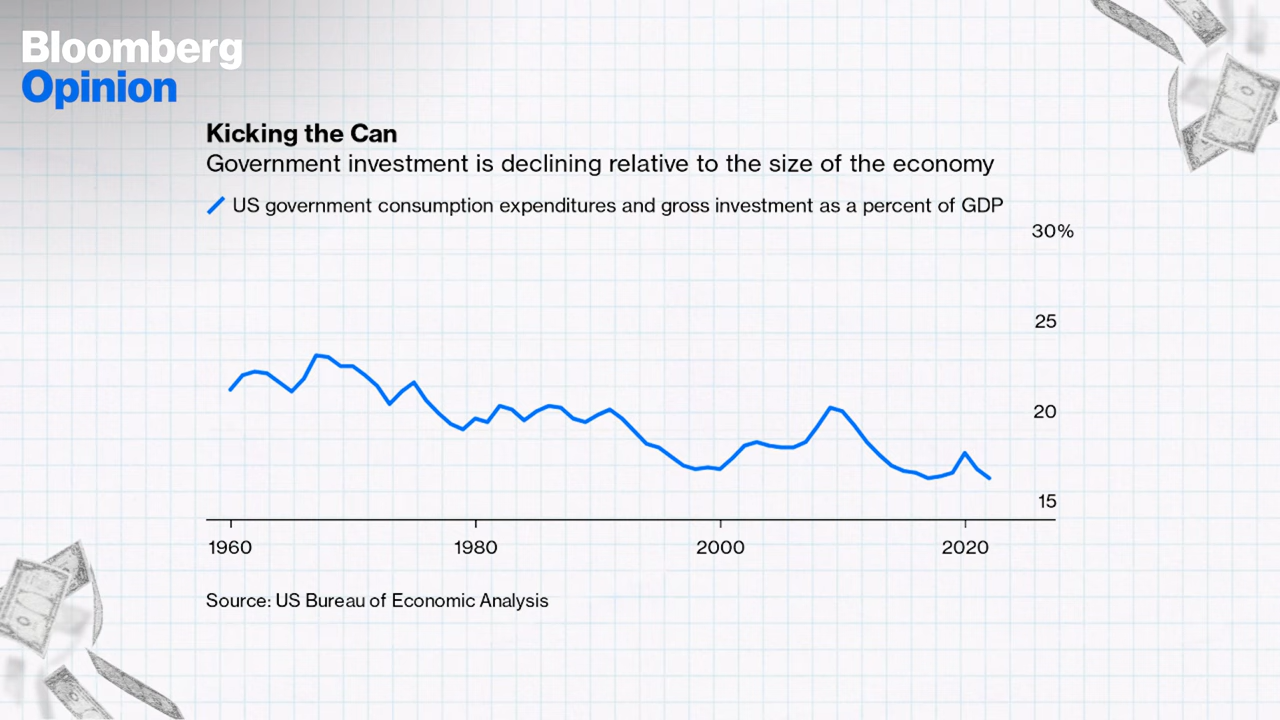 Bloomberg
Opinion
Kicking the Can
Government investment is declining relative to the size of the economy
US government consumption expenditures and gross investment as a percent of GDP
30%
25
20
15
1960 1980 2000 2020
Source: US Bureau of Economic Analysis